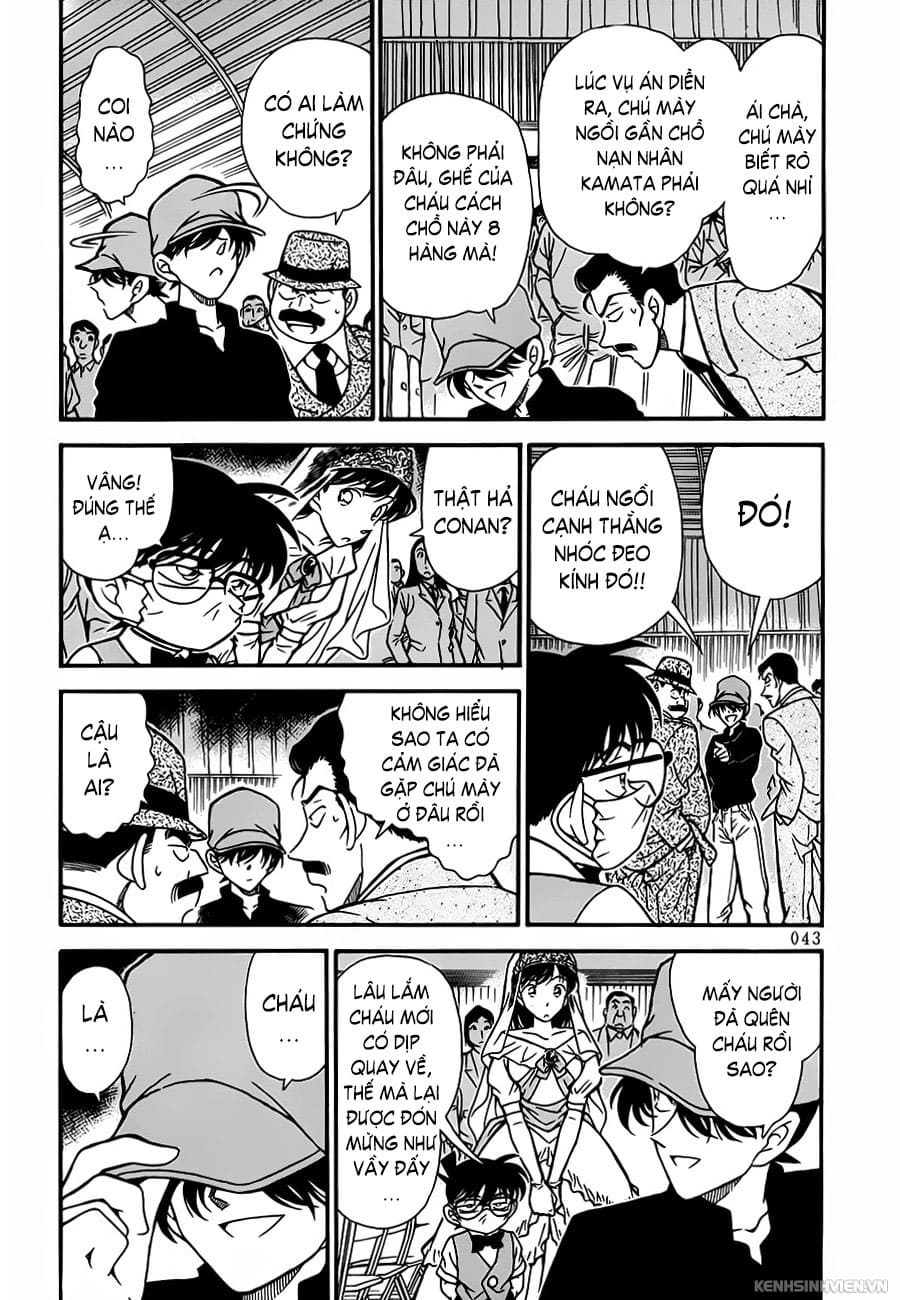 ÁI CHÀ,
CHÚ MÀY
BIẾT RÕ
QUÁ NHỈ
...
LÚC VỤ ÁN DIỄN
RA, CHÚ MÀY
NGỒI GẦN CHỖ
NẠN NHÂN
KAMATA PHẢI
KHÔNG?
KHÔNG PHẢI
ĐÂU, GHẾ CỦA
CHÁU CÁCH
CHỖ NÀY 8
HÀNG MÀ!
CÓ AI LÀM
CHỨNG
KHÔNG?
COI
NÀO
...
ĐÓ!
CHÁU NGỒI
CẠNH THẰNG
NHÓC ĐEO
KÍNH ĐÓ!!
THẬT HẢ
CONAN?
VÂNG!
ĐÚNG THẾ
Ạ...
KHÔNG HIỂU
SAO TA CÓ
CẢM GIÁC ĐÃ
GẶP CHÚ MÀY
Ở ĐÂU RỒI
CẬU
LÀ
AI?
043
MẤY NGƯỜI
ĐÃ QUÊN
CHÁU RỒI
SAO?
LÂU LẮM
CHÁU MỚI
CÓ DỊP
QUAY VỀ,
THẾ MÀ LẠI
ĐƯỢC ĐÓN
MỪNG NHƯ
VẦY ĐẤY
...
CHÁU
...
LÀ
...
KENHSINHVIEN.VN